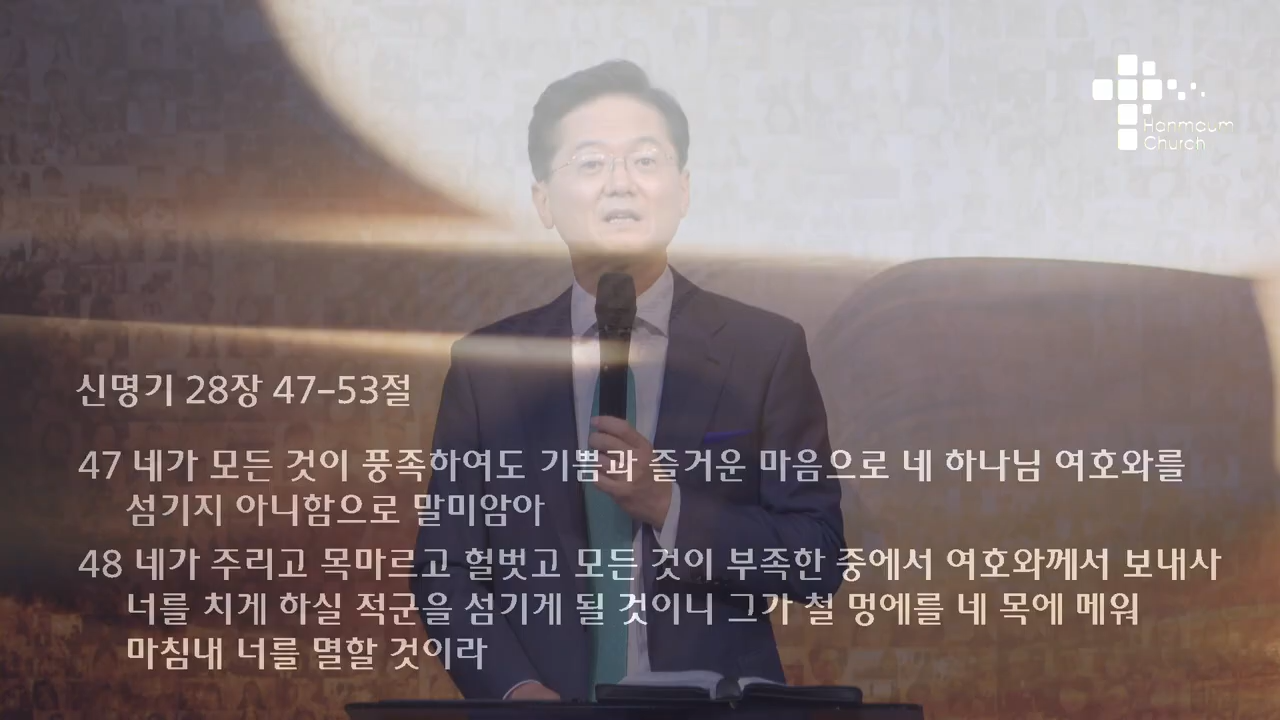 Hanmaum
Church
신명기 28장 47-53절
47 네가 모든 것이 풍족하여도 기쁨과 즐거운 마음으로 네 하나님 여호와를
섬기지 아니함으로 말미암아
48 네가 주리고 목마르고 헐벗고 모든 것이 부족한 중에서 여호와께서 보내사
너를 치게 하실 적군을 섬기게 될 것이니 그가 철 멍에를 네 목에 메워
마침내 너를 멸할 것이라